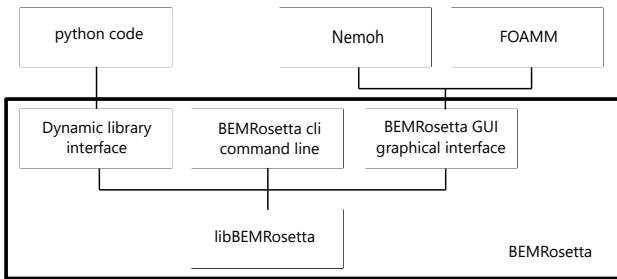 python code
Nemoh
FOAMM
Dynamic library
interface
BEMRosetta cli
command line
BEMRosetta GUI
graphical interface
libBEMRosetta
BEMRosetta